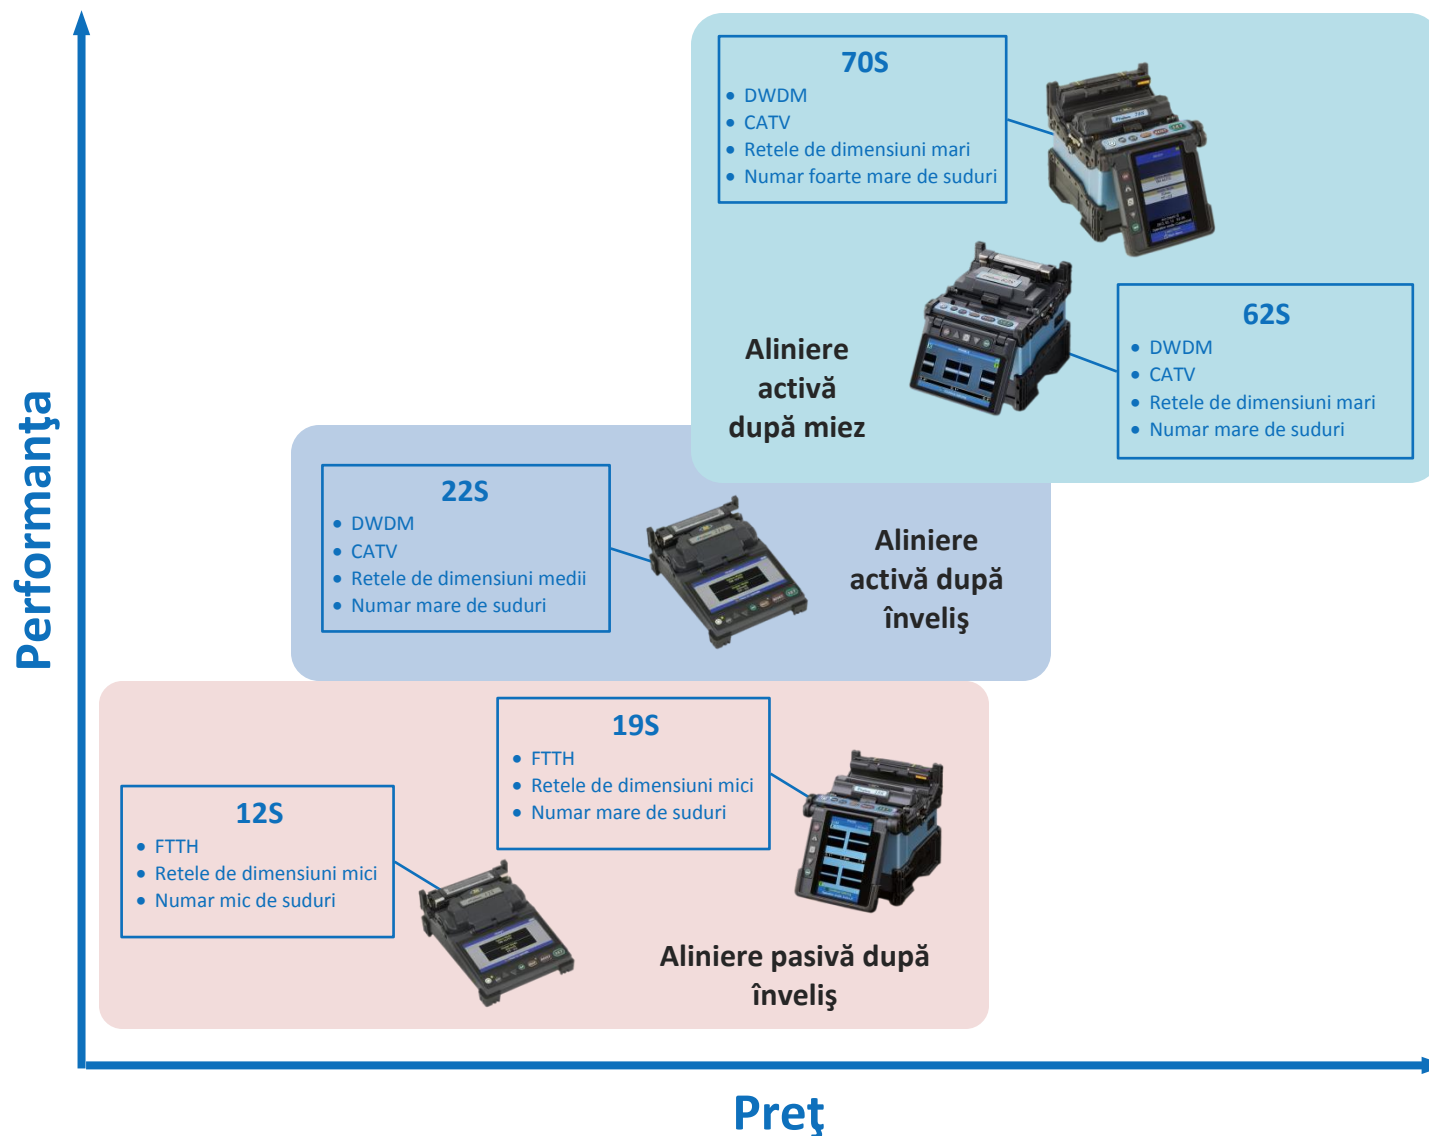 70S
• DWDM
• CATV
• Retele de dimensiuni mari
• Numar foarte mare de suduri
62S
• DWDM
• CATV
• Retele de dimensiuni mari
• Numar mare de suduri
Aliniere
activă
după miez
22S
• DWDM
• CATV
• Retele de dimensiuni medii
• Numar mare de suduri
Aliniere
activă după
înveliş
19S
• FTTH
• Retele de dimensiuni mici
• Numar mare de suduri
12S
• FTTH
• Retele de dimensiuni mici
• Numar mic de suduri
Aliniere pasivă după
înveliş
Performanţa
Preţ